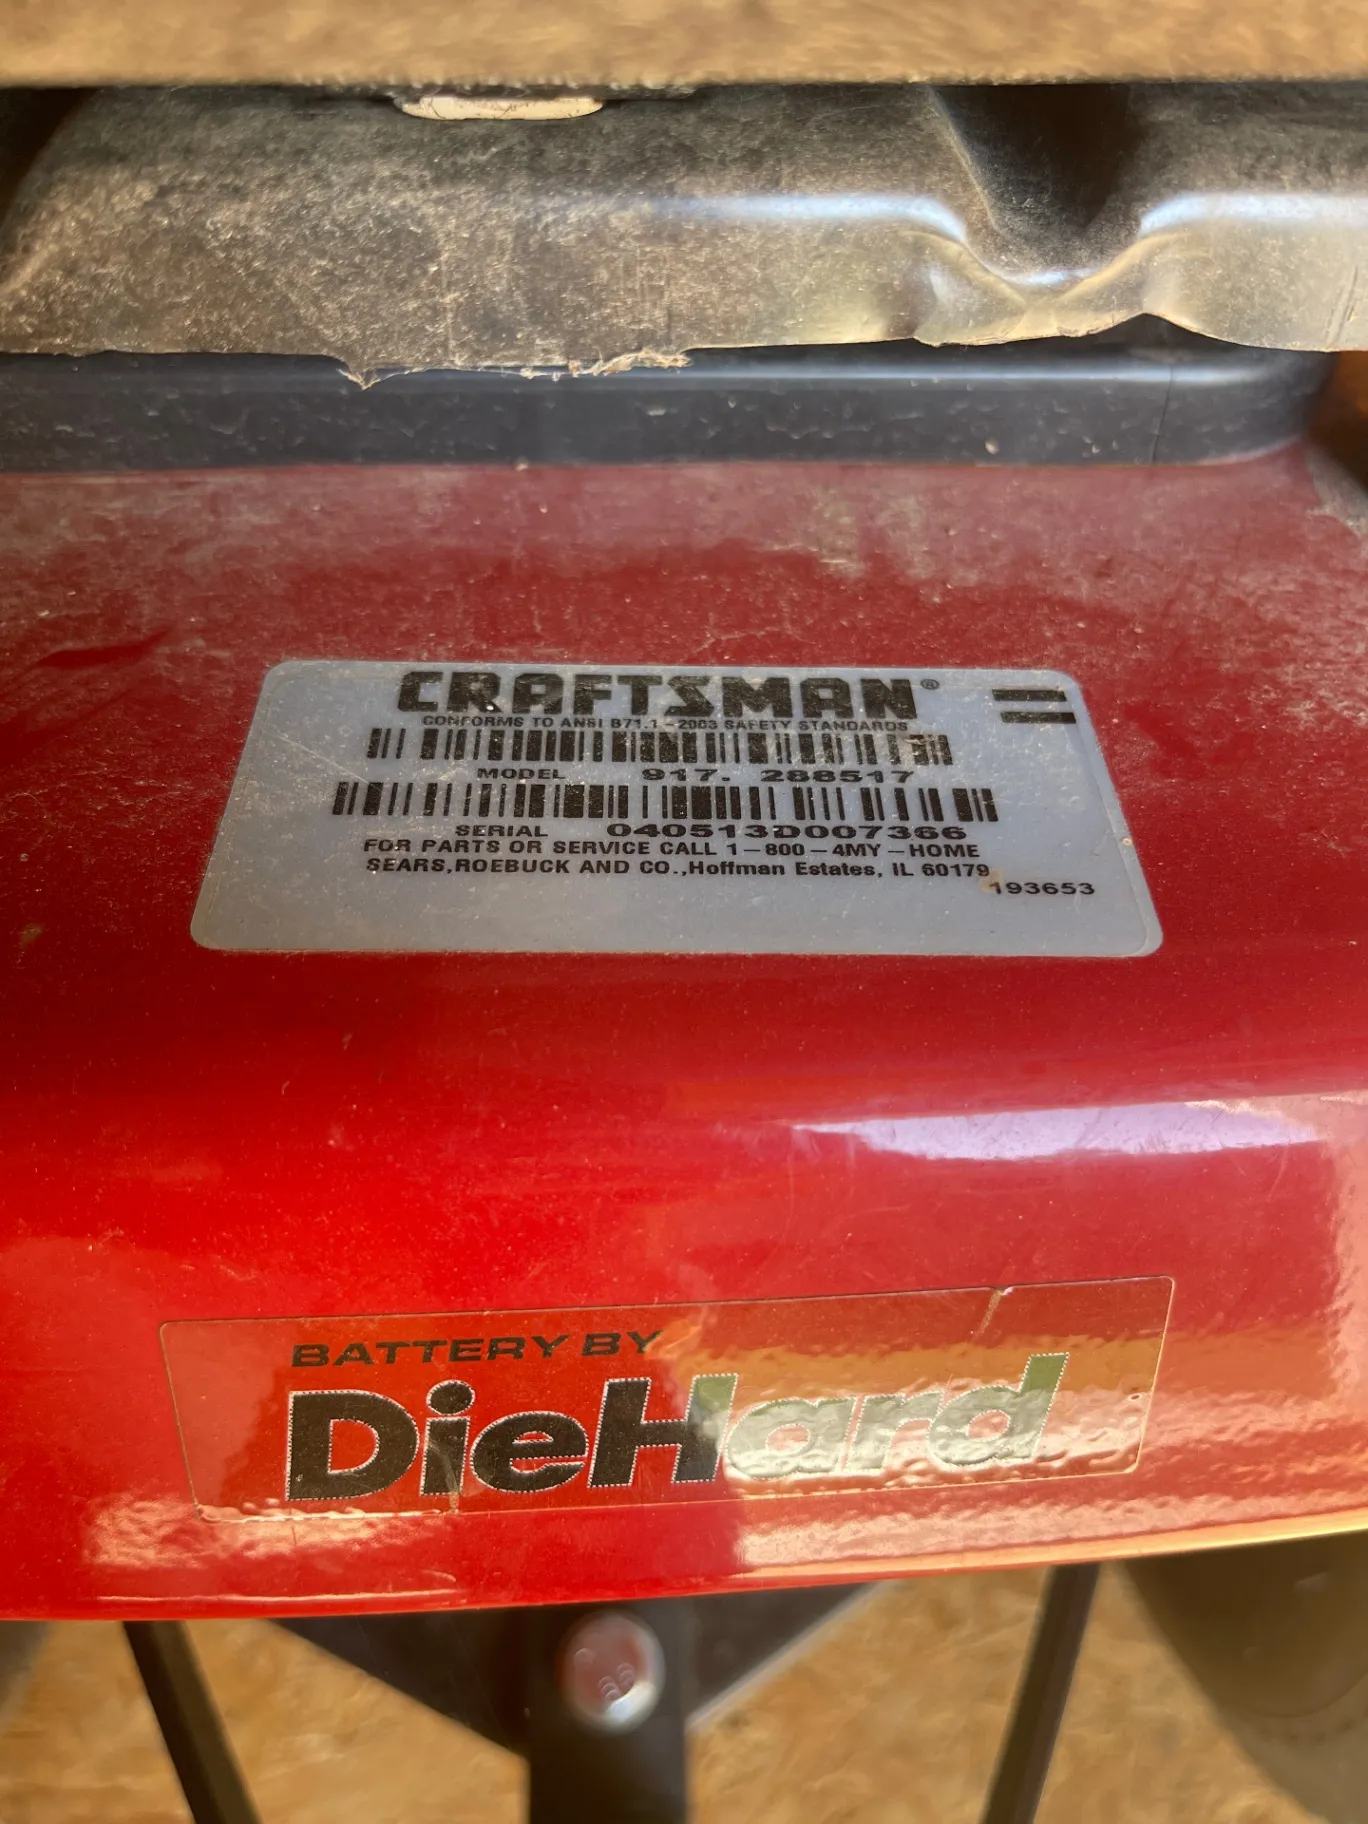 CRAFTSMAN®
CONFORMS TO ANSI B71.1-2003 SAFETY STANDARDS
MODEL 917. 288517
SERIAL 040513D007366
FOR PARTS OR SERVICE CALL 1-800-4MY-HOME
SEARS,ROEBUCK AND CO.,Hoffman Estates, IL 60179
193653
BATTERY BY
DieHard